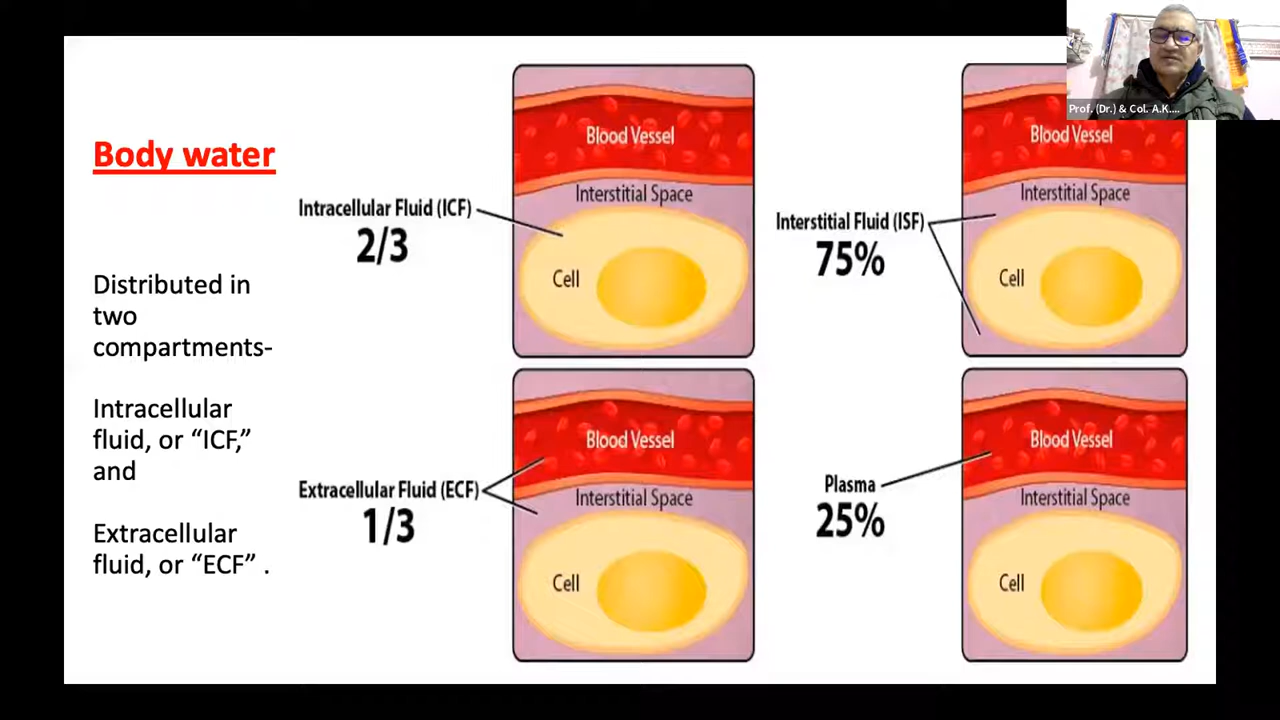 Body water
Distributed in
two
compartments-
Intracellular
fluid, or “ICF,”
and
Extracellular
fluid, or “ECF” .
Intracellular Fluid (ICF)
2/3
Blood Vessel
Interstitial Space
Cell
Extracellular Fluid (ECF)
1/3
Blood Vessel
Interstitial Space
Cell
Interstitial Fluid (ISF)
75%
Blood Vessel
Interstitial Space
Cell
Plasma
25%
Blood Vessel
Interstitial Space
Cell
Prof. (Dr.) & Col. A.K....